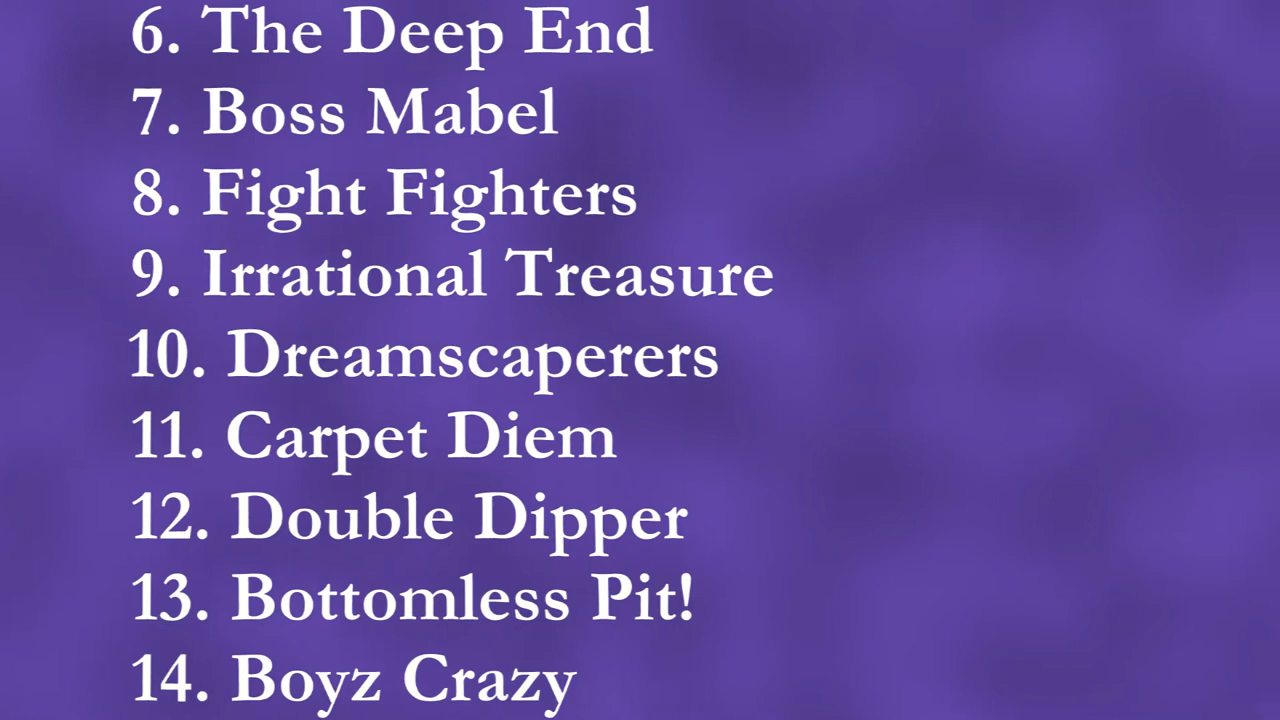 6. The Deep End
7. Boss Mabel
8. Fight Fighters
9. Irrational Treasure
10. Dreamscaperers
11. Carpet Diem
12. Double Dipper
13. Bottomless Pit!
14. Boyz Crazy